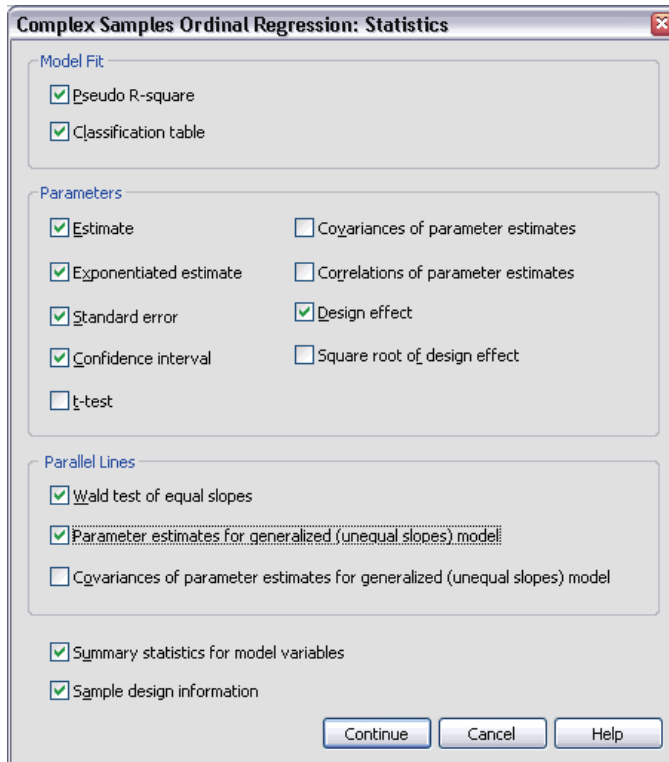 Complex Samples Ordinal Regression: Statistics
Model Fit
Pseudo R-square
Classification table
Parameters
Estimate
Covariances of parameter estimates
Exponentiated estimate
Correlations of parameter estimates
Standard error
Design effect
Confidence interval
Square root of design effect
t-test
Parallel Lines
Wald test of equal slopes
Parameter estimates for generalized (unequal slopes) model
Covariances of parameter estimates for generalized (unequal slopes) model
Summary statistics for model variables
Sample design information
Continue Cancel Help